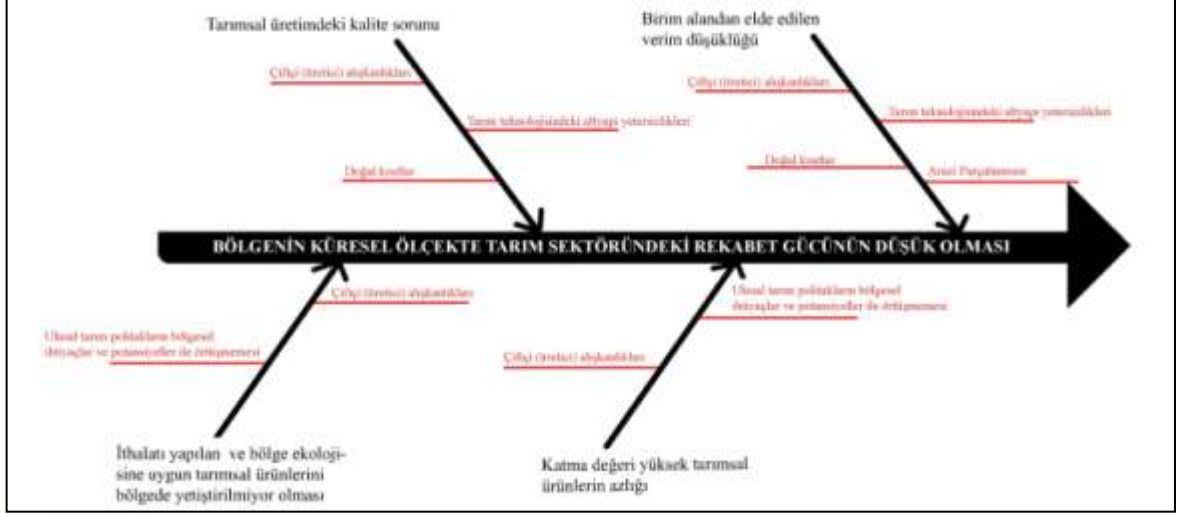 Tarımsal üretimdeki kalite sorunu
Çiftçi (üretici) alışkanlıkları
Tarım teknolojisindeki altyapı yetersizlikleri
Doğal kısıtlar
Birim alandan elde edilen
verim düşüklüğü
Çiftçi (üretici) alışkanlıkları
Tarım teknolojisindeki altyapı yetersizlikleri
Doğal kısıtlar
Arazi Parçalanması
BÖLGENİN KÜRESEL ÖLÇEKTE TARIM SEKTÖRÜNDEKİ REKABET GÜCÜNÜN DÜŞÜK OLMASI
Çiftçi (üretici) alışkanlıkları
Ulusal tarım politikaların bölgesel
ihtiyaçlar ve potansiyeller ile örtüşmemesi
İthalatı yapılan ve bölge ekoloji-
sine uygun tarımsal ürünlerini
bölgede yetiştirilmiyor olması
Ulusal tarım politikaların bölgesel
ihtiyaçlar ve potansiyeller ile örtüşmemesi
Çiftçi (üretici) alışkanlıkları
Katma değeri yüksek tarımsal
ürünlerin azlığı